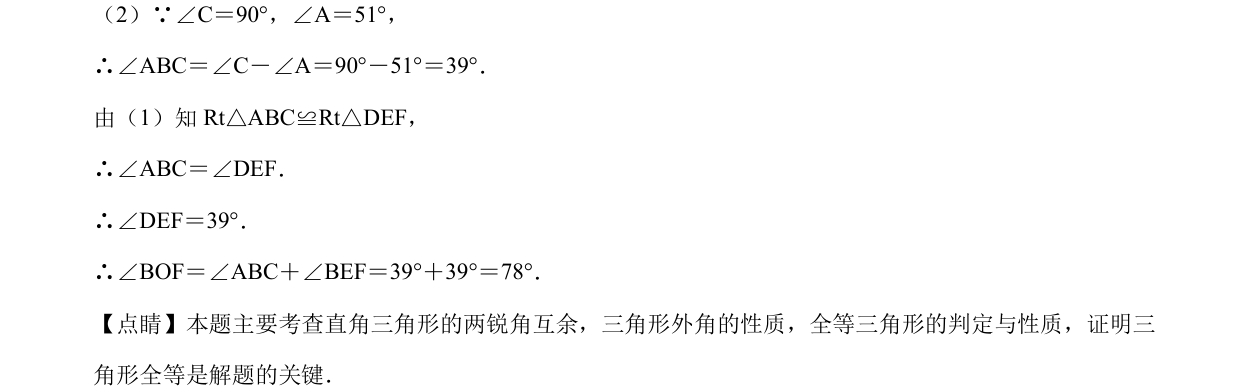 （2）∵∠C＝90°，∠A＝51°，
∴∠ABC＝∠C－∠A＝90°－51°＝39°．
由（1）知 Rt△ABC≌Rt△DEF，
∴∠ABC＝∠DEF．
∴∠DEF＝39°．
∴∠BOF＝∠ABC＋∠BEF＝39°＋39°＝78°．
【点睛】本题主要考查直角三角形的两锐角互余，三角形外角的性质，全等三角形的判定与性质，证明三
角形全等是解题的关键．